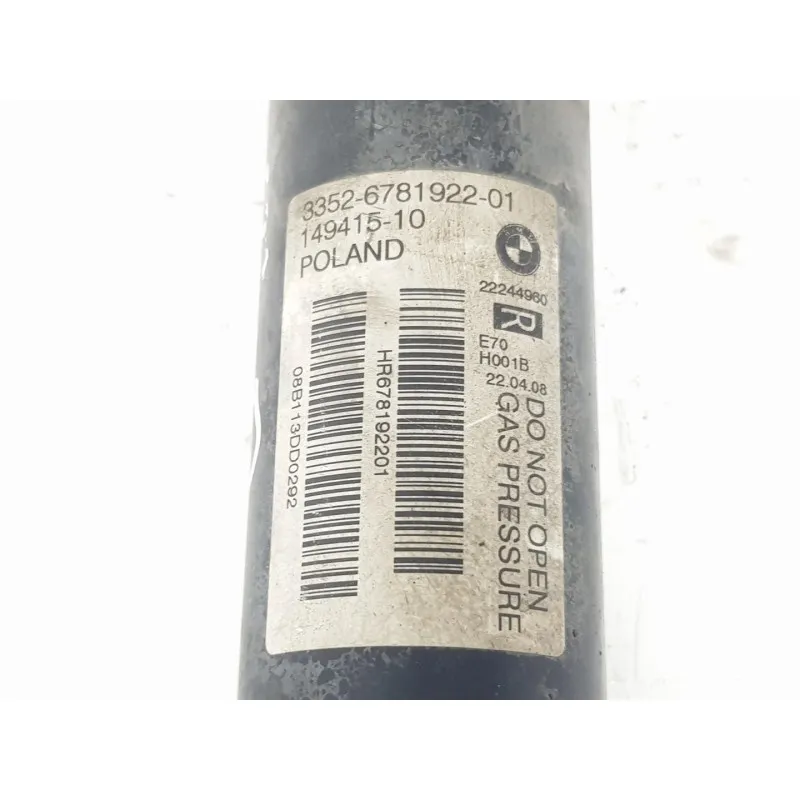 3352-6781922-01
149415-10
POLAND
22244960
R
E70
H001B
22.04.08
DO NOT OPEN
GAS PRESSURE
HR678192201
08B113DD0292